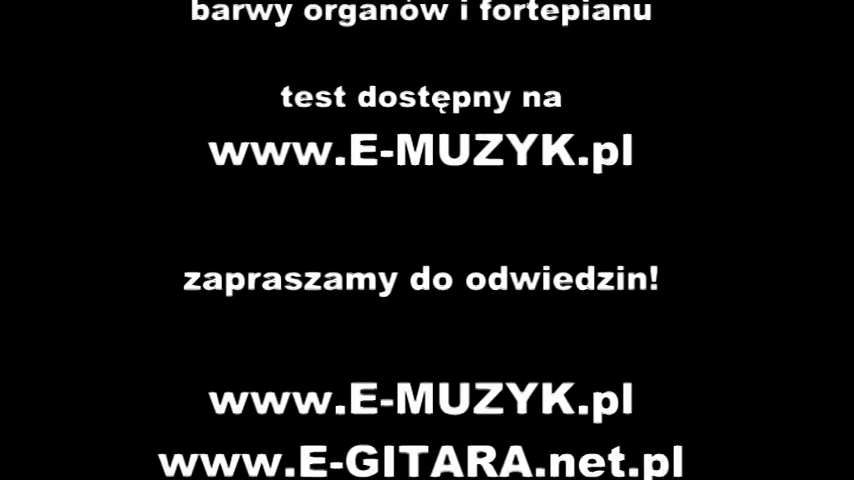 barwy organów i fortepianu
test dostępny na
www.E-MUZYK.pl
zapraszamy do odwiedzin!
www.E-MUZYK.pl
www.E-GITARA.net.pl